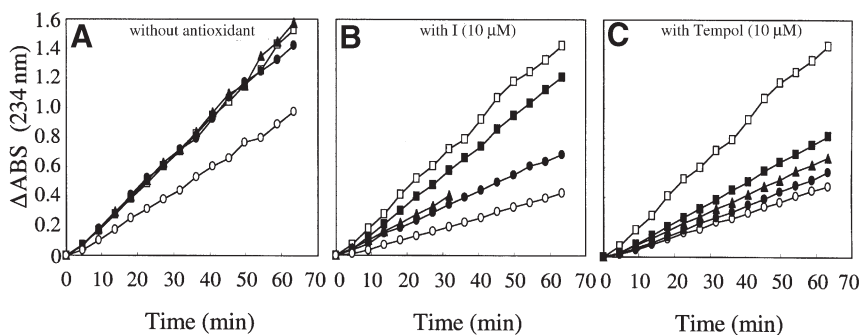 A
without antioxidant
B
with I (10 µM)
C
with Tempol (10 µM)
ΔABS (234 nm)
1.6
1.4
1.2
1.0
0.8
0.6
0.4
0.2
0
0 10 20 30 40 50 60 70
0 10 20 30 40 50 60 70
0 10 20 30 40 50 60 70
Time (min)
Time (min)
Time (min)